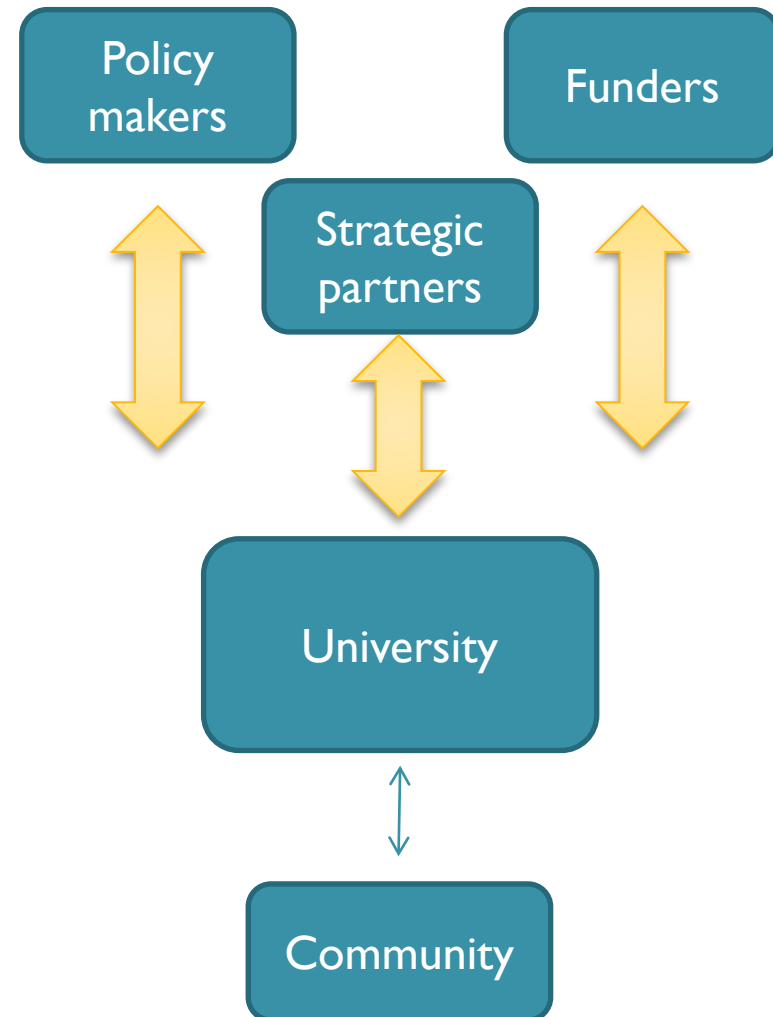 Policy
makers
Funders
Strategic
partners
University
Community